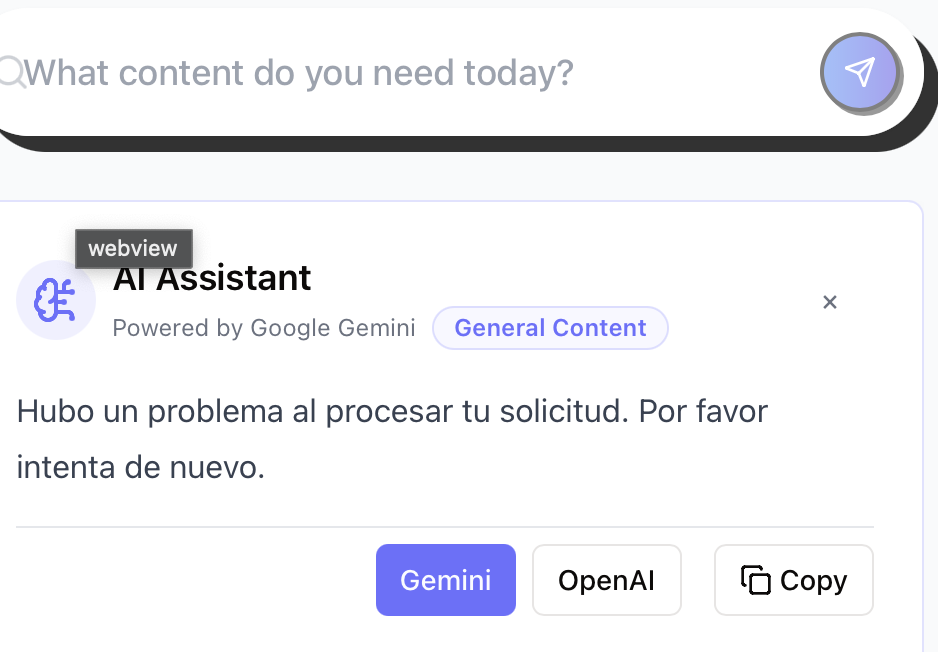 What content do you need today?
webview
AI Assistant
Powered by Google Gemini General Content
Hubo un problema al procesar tu solicitud. Por favor
intenta de nuevo.
Gemini OpenAI Copy